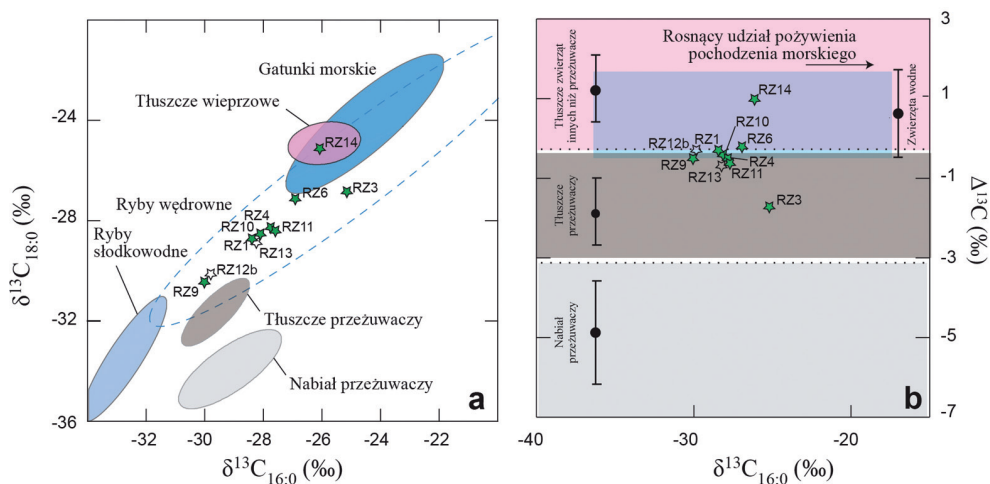 δ¹³C₁₈:₀ (‰)
-24
-28
-32
-36
-34
-32
-30
-28
-26
-24
-22
δ¹³C₁₆:₀ (‰)
Gatunki morskie
Tłuszcze wieprzowe
RZ14
RZ6
RZ3
Ryby wędrowne
RZ4
RZ10
RZ11
RZ1
RZ13
RZ12b
RZ9
Ryby
słodkowodne
Tłuszcze przeżuwaczy
Nabiał przeżuwaczy
a
Rosnący udział pożywienia
pochodzenia morskiego
Tłuszcze zwierząt
innych niż przeżuwacze
Tłuszcze
przeżuwaczy
Nabiał
przeżuwaczy
Zwierzęta wodne
RZ14
RZ10
RZ12b
RZ1
RZ6
RZ9
RZ4
RZ13
RZ11
RZ3
b
3
1
-1
-3
-5
-7
Δ¹³C (‰)
-40
-30
-20
δ¹³C₁₆:₀ (‰)